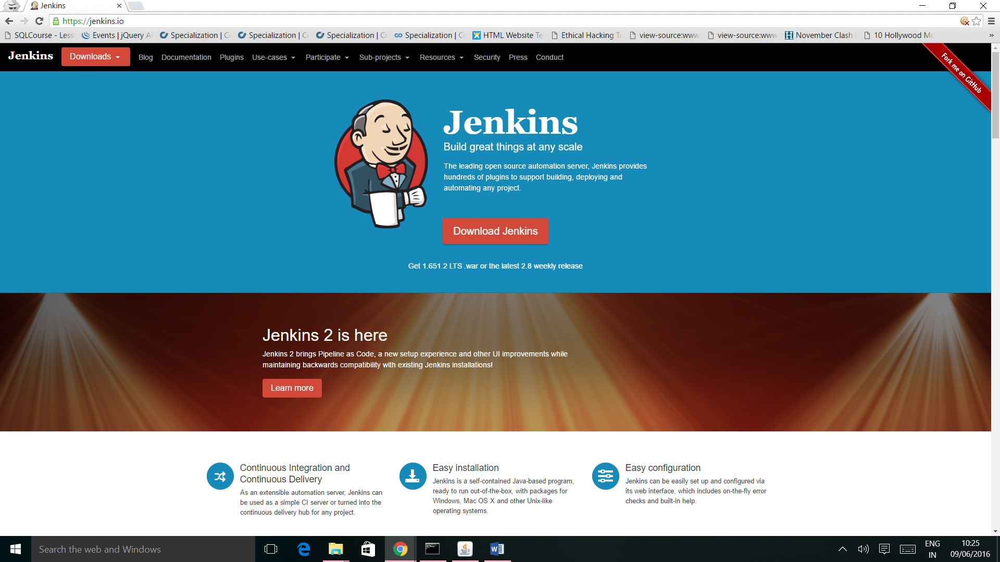 Jenkins
https://jenkins.io
SQLCourse - Less
Events | jQuery A
Specialization | Co
Specialization | Co
Specialization | Co
Specialization | Co
HTML Website Te
Ethical Hacking T
view-source:www
view-source:www
November Clash
10 Hollywood Mo
»
Jenkins
Downloads
Blog
Documentation
Plugins
Use-cases
Participate
Sub-projects
Resources
Security
Press
Conduct
Fork me on GitHub
Jenkins
Build great things at any scale
The leading open source automation server, Jenkins provides
hundreds of plugins to support building, deploying and
automating any project.
Download Jenkins
Get 1.651.2 LTS .war or the latest 2.8 weekly release
Jenkins 2 is here
Jenkins 2 brings Pipeline as Code, a new setup experience and other UI improvements while
maintaining backwards compatibility with existing Jenkins installations!
Learn more
Continuous Integration and
Continuous Delivery
As an extensible automation server, Jenkins can
be used as a simple CI server or turned into the
continuous delivery hub for any project.
Easy installation
Jenkins is a self-contained Java-based program,
ready to run out-of-the-box, with packages for
Windows, Mac OS X and other Unix-like
operating systems.
Easy configuration
Jenkins can be easily set up and configured via
its web interface, which includes on-the-fly error
checks and built-in help.
Search the web and Windows
ENG
IN
10:25
09/06/2016